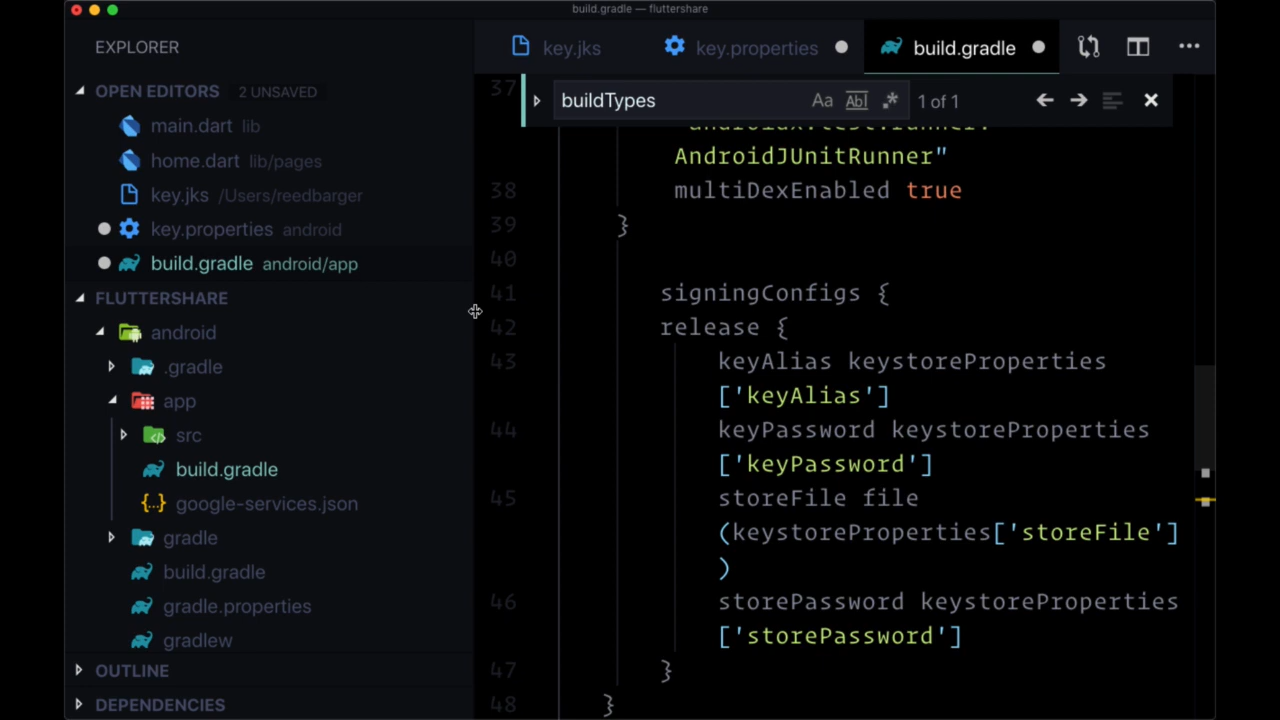 build.gradle — fluttershare
EXPLORER
OPEN EDITORS 2 UNSAVED
main.dart lib
home.dart lib/pages
key.jks /Users/reedbarger
key.properties android
build.gradle android/app
FLUTTERSHARE
android
.gradle
app
src
build.gradle
{..} google-services.json
gradle
build.gradle
gradle.properties
gradlew
OUTLINE
DEPENDENCIES
key.jks key.properties build.gradle
buildTypes Aa Abl .* 1 of 1
37
AndroidJUnitRunner"
38 multiDexEnabled true
39 }
40
41 signingConfigs {
42 release {
43 keyAlias keystoreProperties
['keyAlias']
44 keyPassword keystoreProperties
['keyPassword']
45 storeFile file
(keystoreProperties['storeFile']
)
46 storePassword keystoreProperties
['storePassword']
47 }
48 }